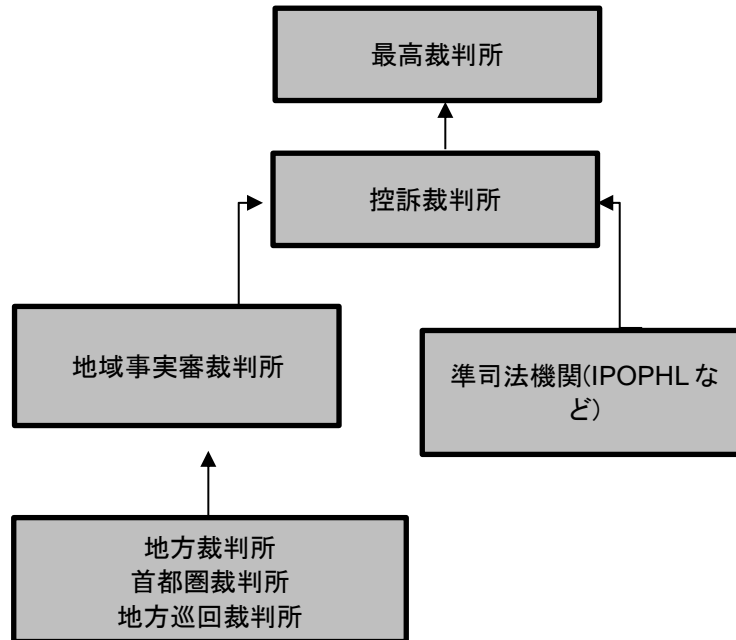 最高裁判所
控訴裁判所
地域事実審裁判所
準司法機関(IPOPHL な
ど)
地方裁判所
首都圏裁判所
地方巡回裁判所